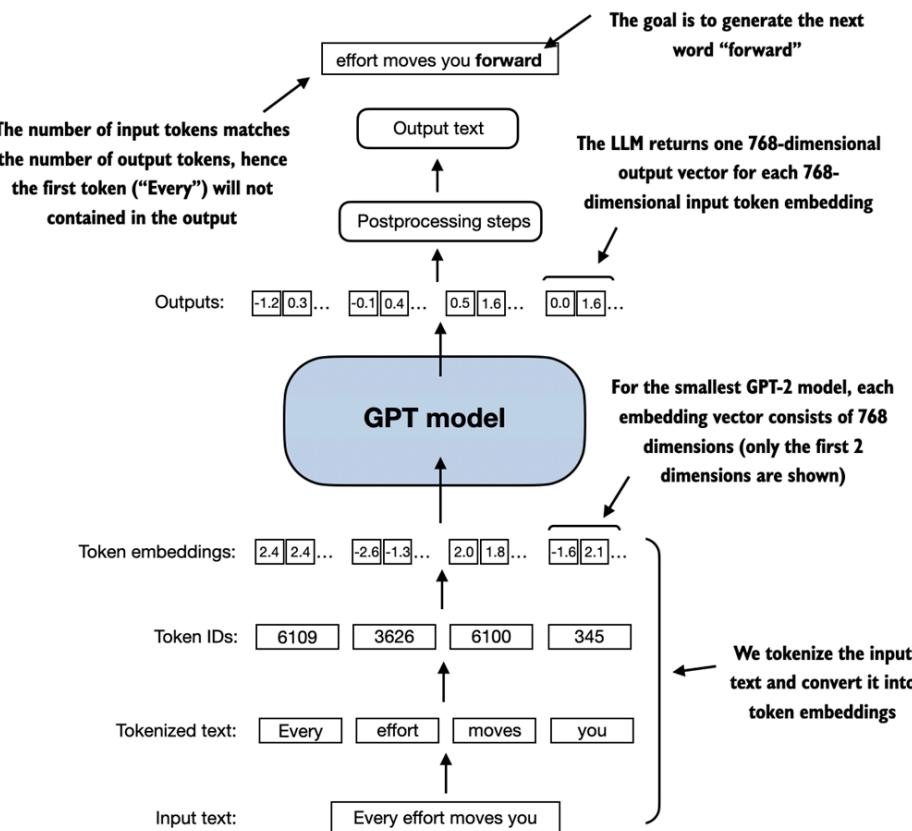 The goal is to generate the next
word “forward”
effort moves you forward
The number of input tokens matches
the number of output tokens, hence
the first token (“Every”) will not
contained in the output
Output text
The LLM returns one 768-dimensional
output vector for each 768-
dimensional input token embedding
Postprocessing steps
Outputs: -1.2 0.3 ... -0.1 0.4 ... 0.5 1.6 ... 0.0 1.6 ...
GPT model
For the smallest GPT-2 model, each
embedding vector consists of 768
dimensions (only the first 2
dimensions are shown)
Token embeddings: 2.4 2.4 ... -2.6 -1.3 ... 2.0 1.8 ... -1.6 2.1 ...
Token IDs: 6109 3626 6100 345
We tokenize the input
text and convert it into
token embeddings
Tokenized text: Every effort moves you
Input text: Every effort moves you